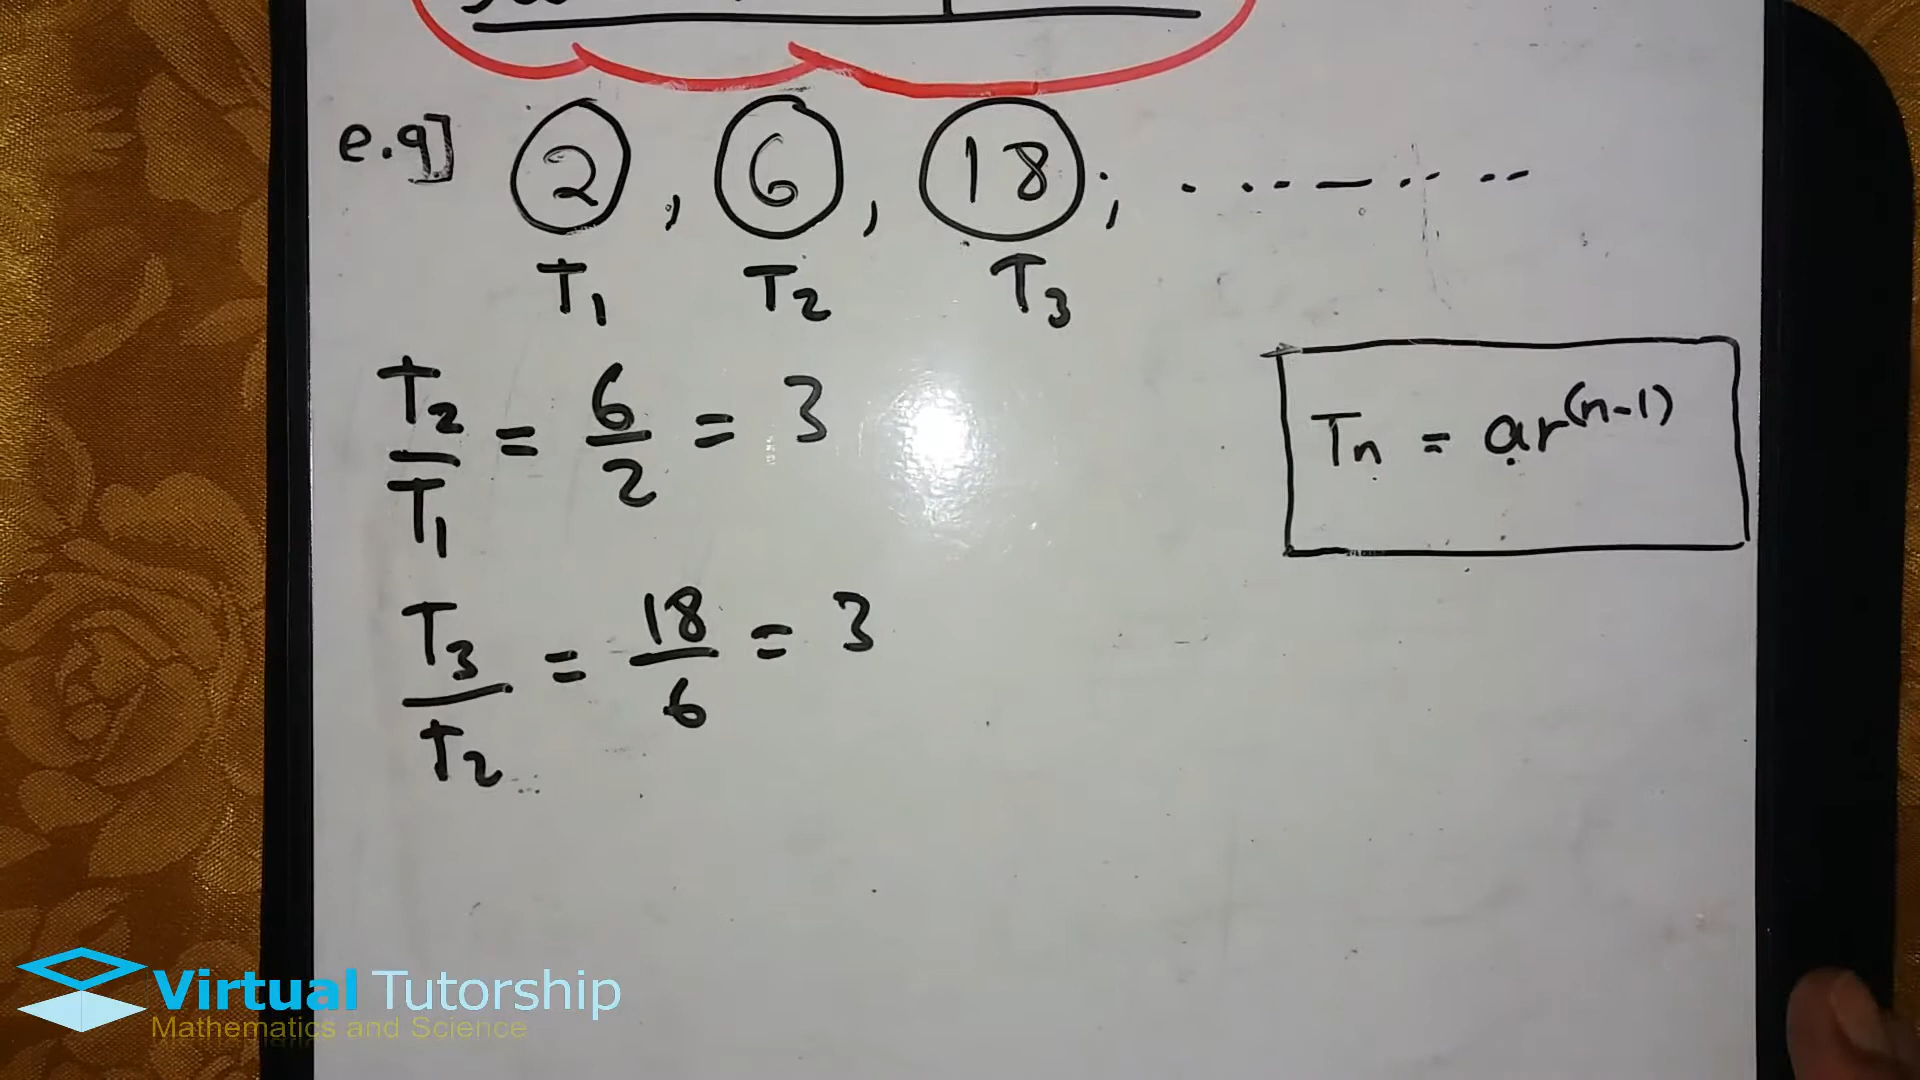 e.g] 2, 6, 18; .........
T1 T2 T3
T2/T1 = 6/2 = 3
Tn = ar^(n-1)
T3/T2 = 18/6 = 3
Virtual Tutorship
Mathematics and Science